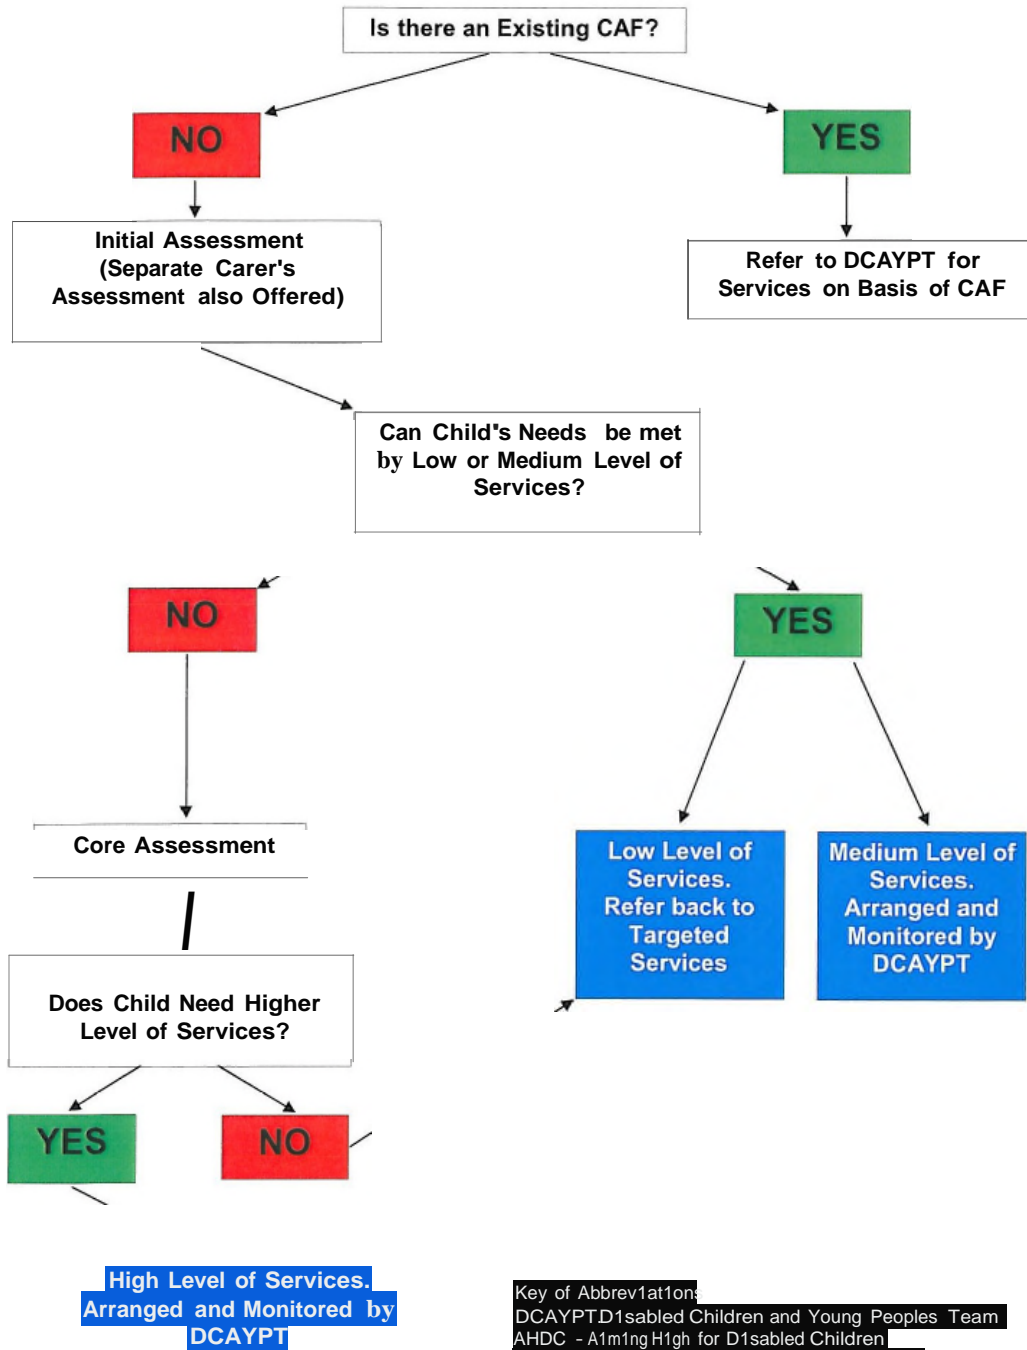 Is there an Existing CAF?
NO
YES
Initial Assessment
(Separate Carer's
Assessment also Offered)
Refer to DCAYPT for
Services on Basis of CAF
Can Child's Needs be met
by Low or Medium Level of
Services?
NO
YES
Core Assessment
Low Level of
Services.
Refer back to
Targeted
Services
Medium Level of
Services.
Arranged and
Monitored by
DCAYPT
Does Child Need Higher
Level of Services?
YES
NO
High Level of Services.
Arranged and Monitored by
DCAYPT
Key of Abbrev1at1ons
DCAYPT.D1sabled Children and Young Peoples Team
AHDC - A1m1ng H1gh for D1sabled Children